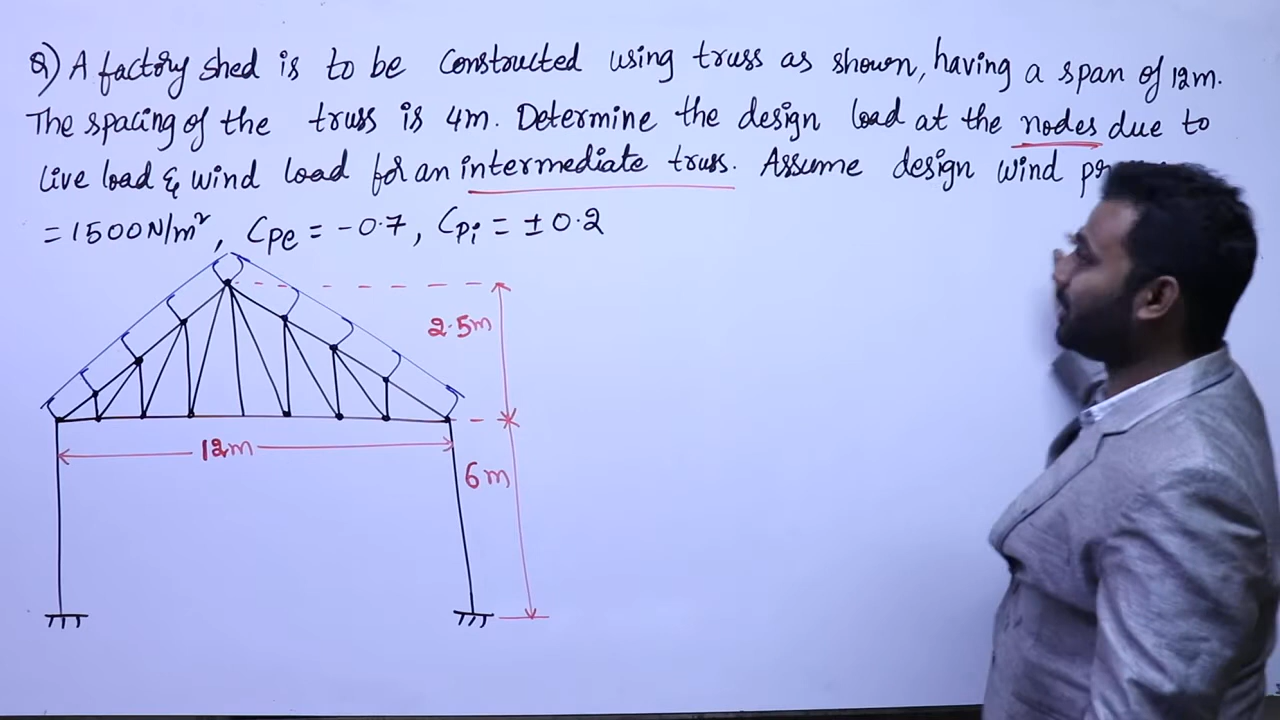 Q) A factory shed is to be constructed using truss as shown, having a span of 12m.
The spacing of the truss is 4m. Determine the design load at the nodes due to
live load & wind load for an intermediate truss. Assume design wind
= 1500N/m², Cpe = -0.7, Cpi = ±0.2
2.5m
12m
6m